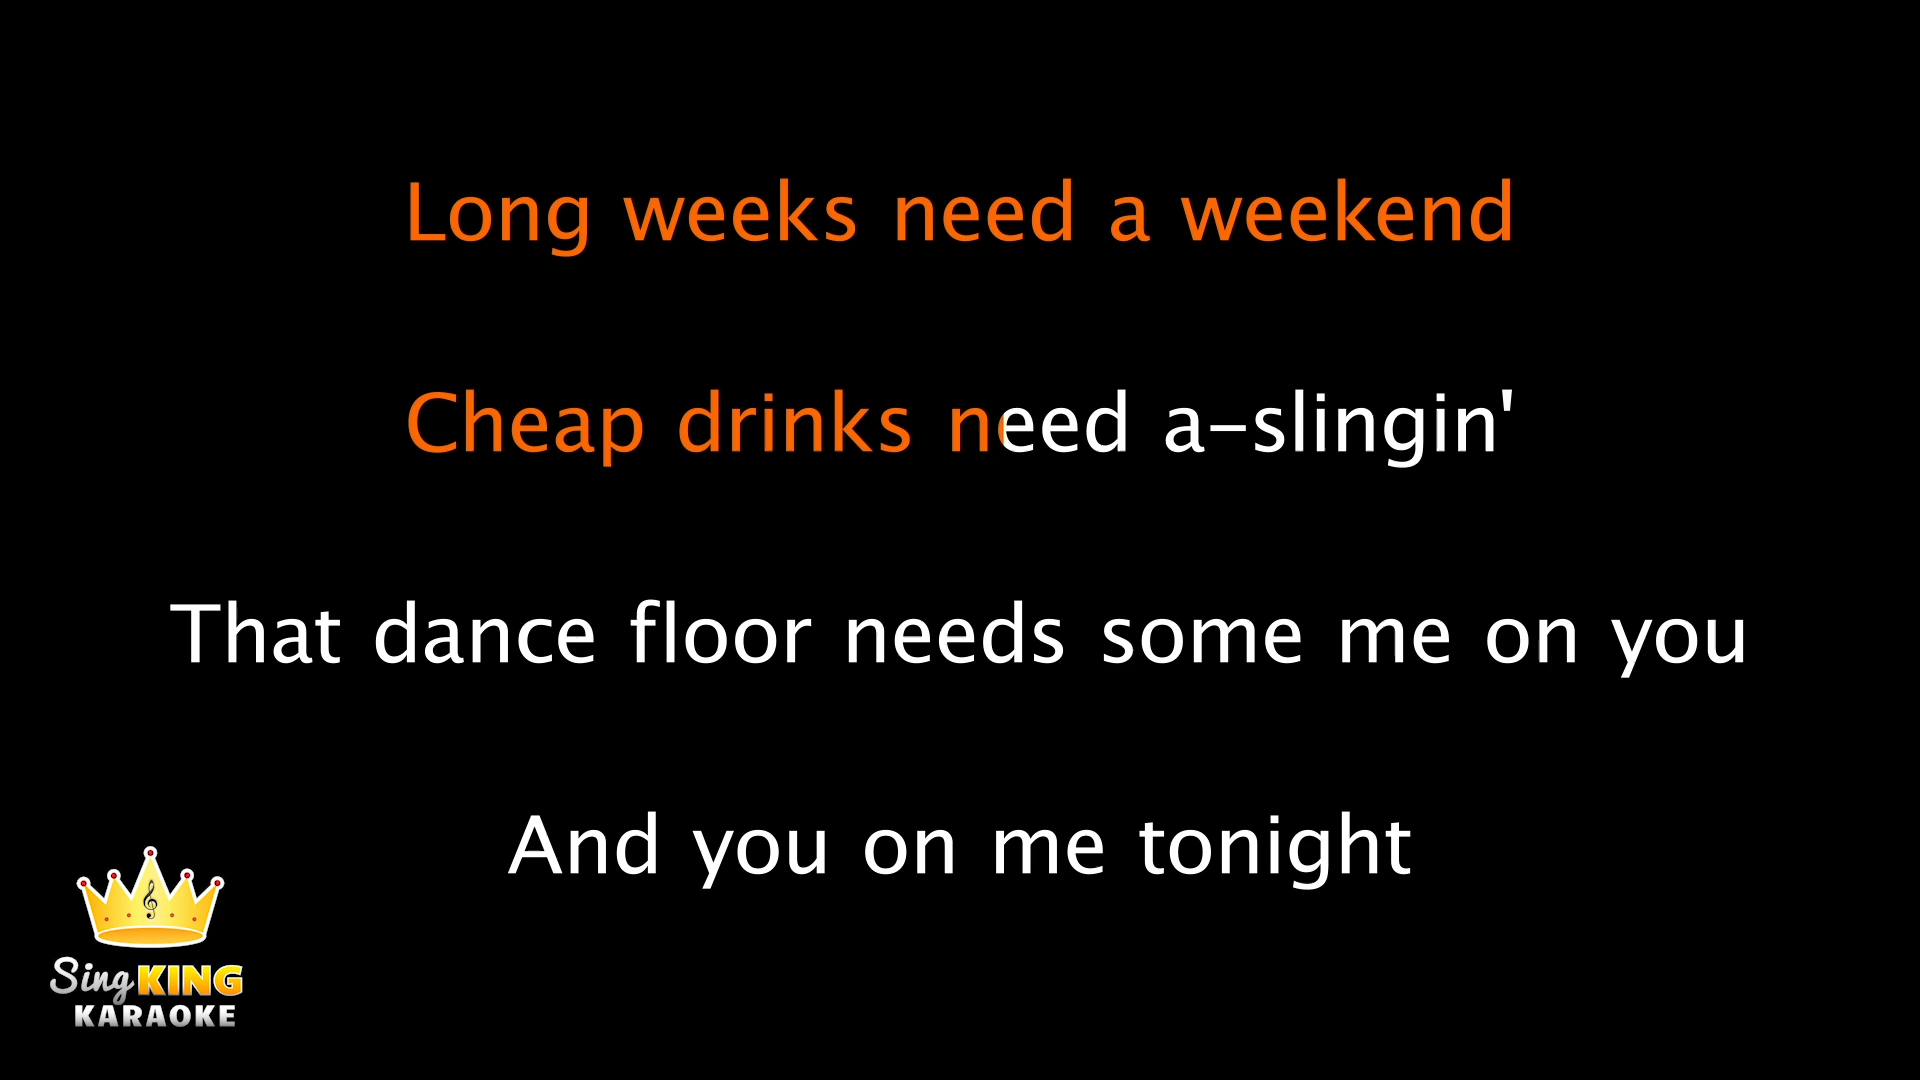 Long weeks need a weekend
Cheap drinks need a-slingin'
That dance floor needs some me on you
And you on me tonight
Sing KING
KARAOKE